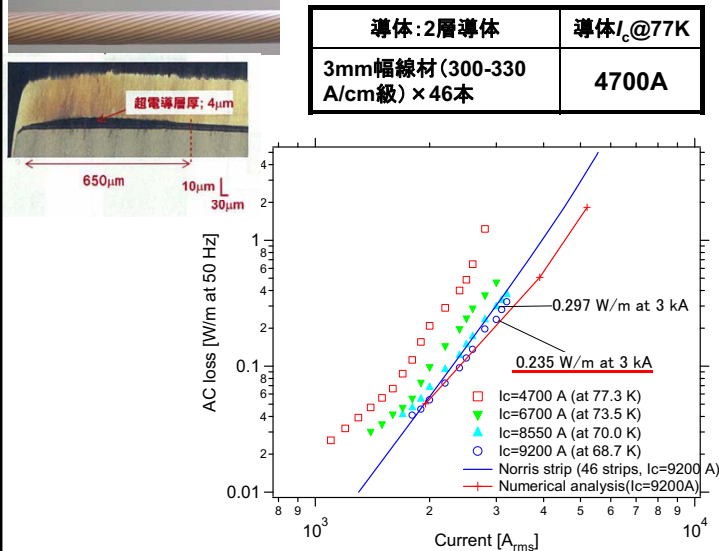 導体:2層導体
導体Ic@77K
3mm幅線材(300-330
A/cm級)×46本
4700A
超電導層厚; 4μm
650μm
10μm
30μm
AC loss [W/m at 50 Hz]
4
2
1
8
6
4
2
0.1
8
6
4
2
0.01
0.297 W/m at 3 kA
0.235 W/m at 3 kA
Ic=4700 A (at 77.3 K)
Ic=6700 A (at 73.5 K)
Ic=8550 A (at 70.0 K)
Ic=9200 A (at 68.7 K)
Norris strip (46 strips, Ic=9200 A)
Numerical analysis(Ic=9200A)
8 9 10³ 2 3 4 5 6 7 8 9 10⁴
Current [Arms]